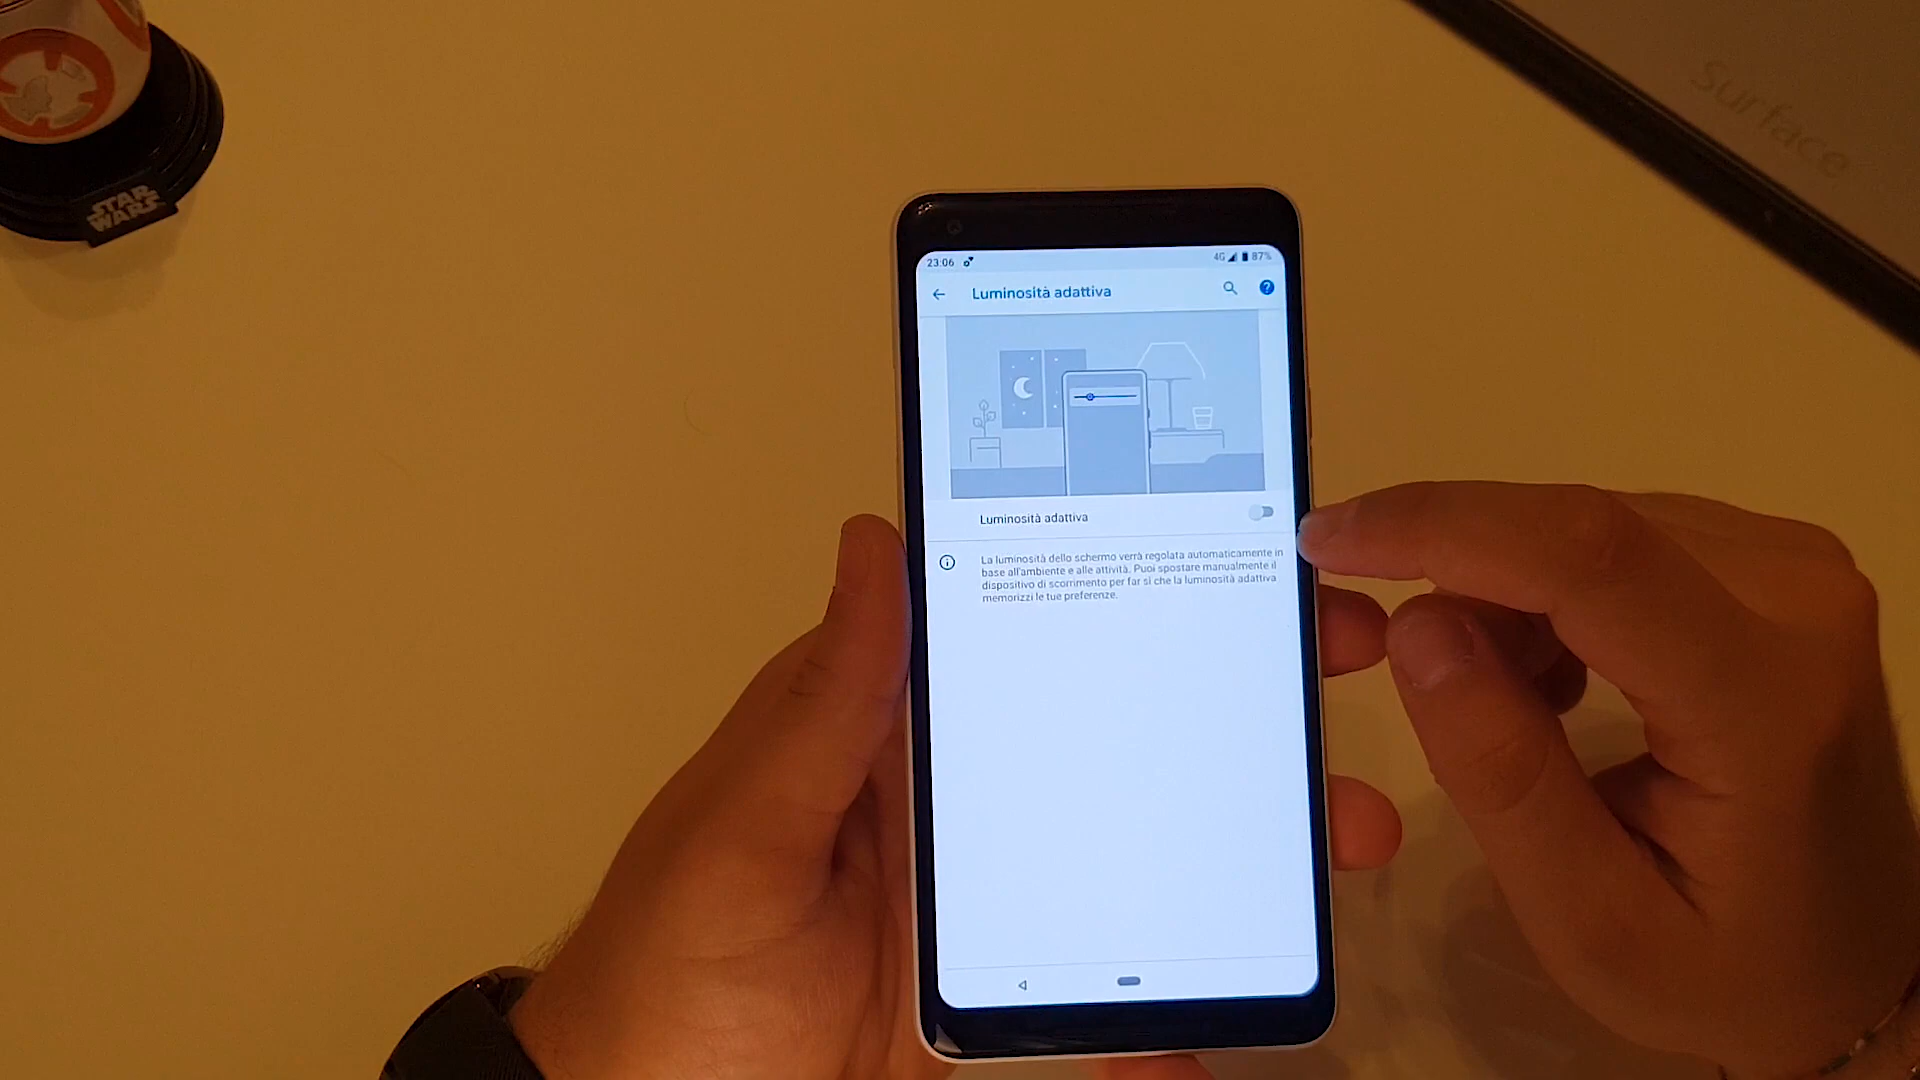 STAR
WARS
Surface
23:06
4G 87%
Luminosità adattiva
Luminosità adattiva
La luminosità dello schermo verrà regolata automaticamente in
base all'ambiente e alle attività. Puoi spostare manualmente il
dispositivo di scorrimento per far sì che la luminosità adattiva
memorizzi le tue preferenze.